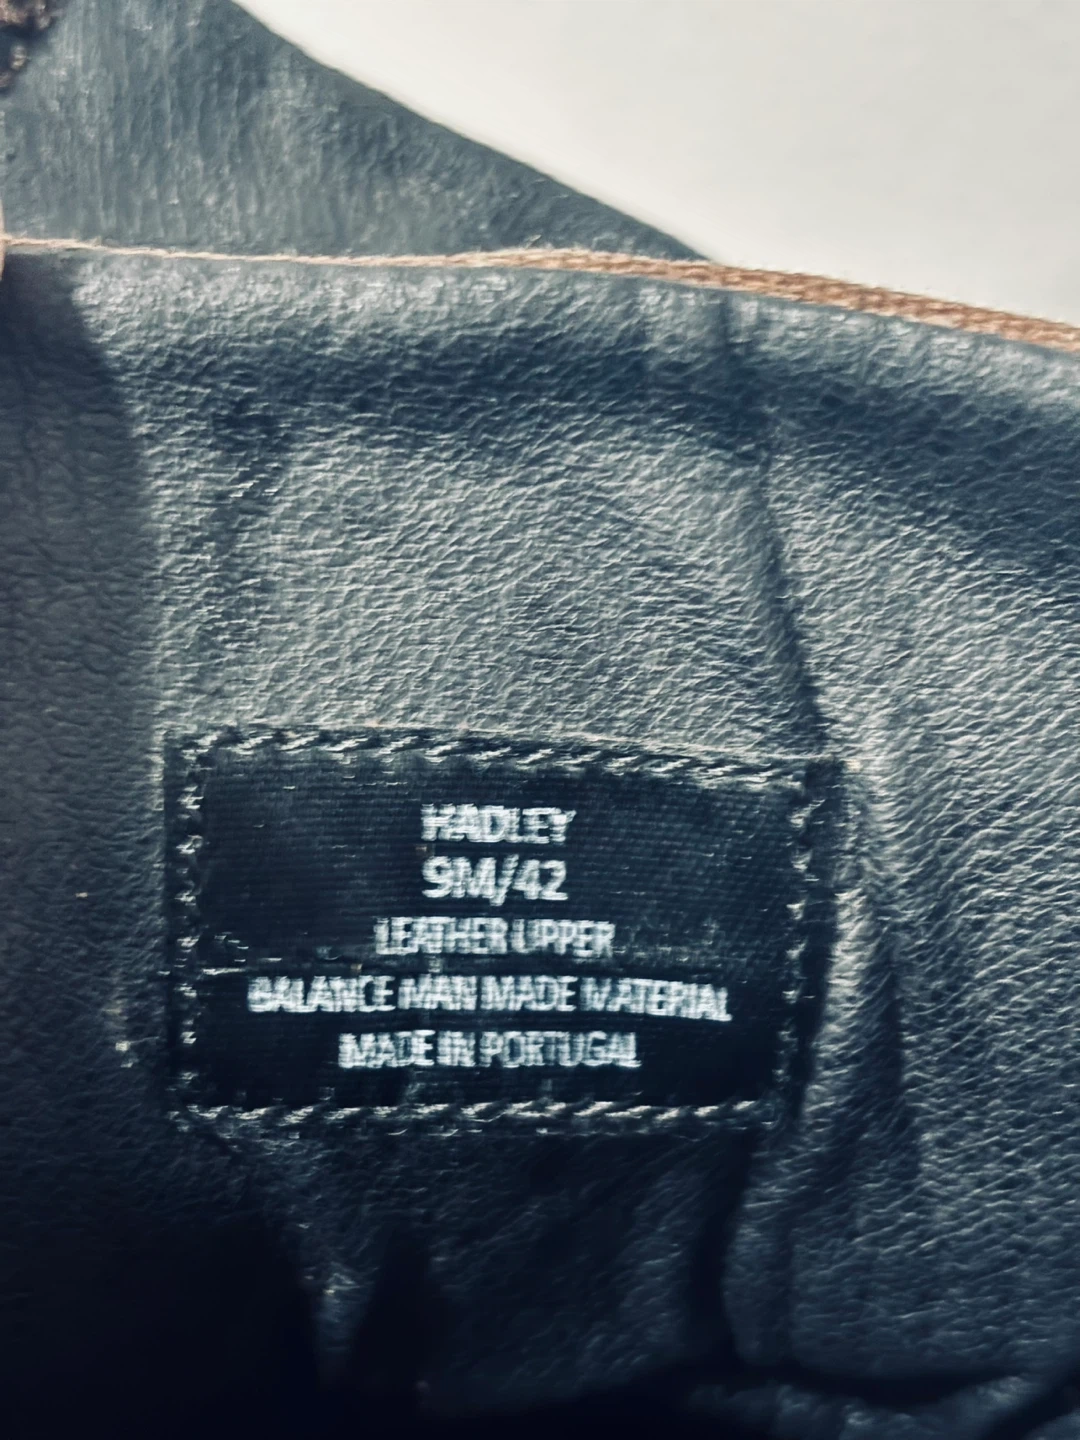 HADLEY
9M/42
LEATHER UPPER
BALANCE MAN MADE MATERIAL
MADE IN PORTUGAL